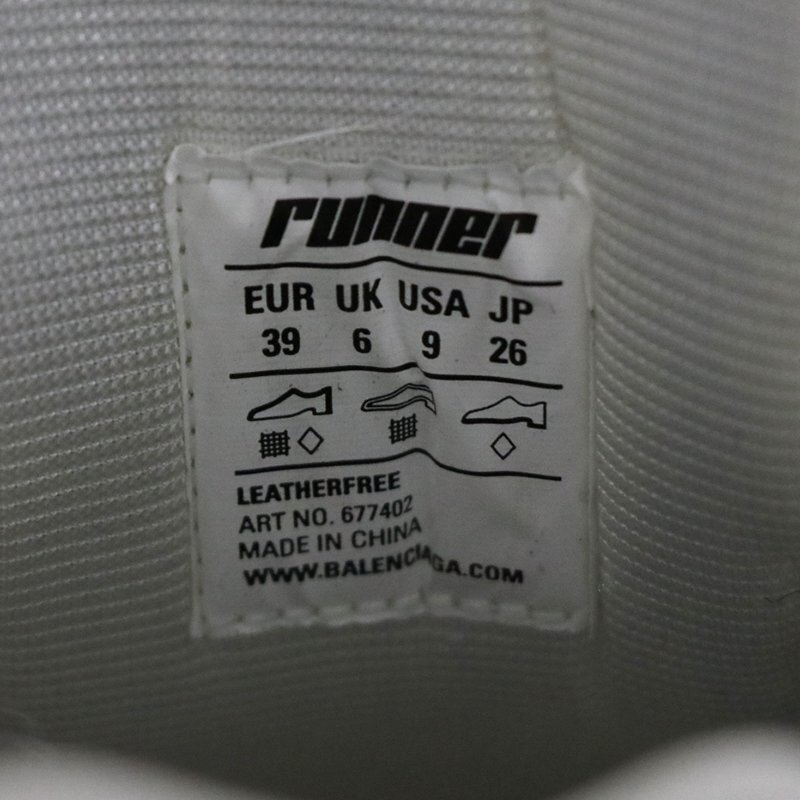 runner
EUR UK USA JP
39 6 9 26
LEATHERFREE
ART NO. 677402
MADE IN CHINA
WWW.BALENCIAGA.COM